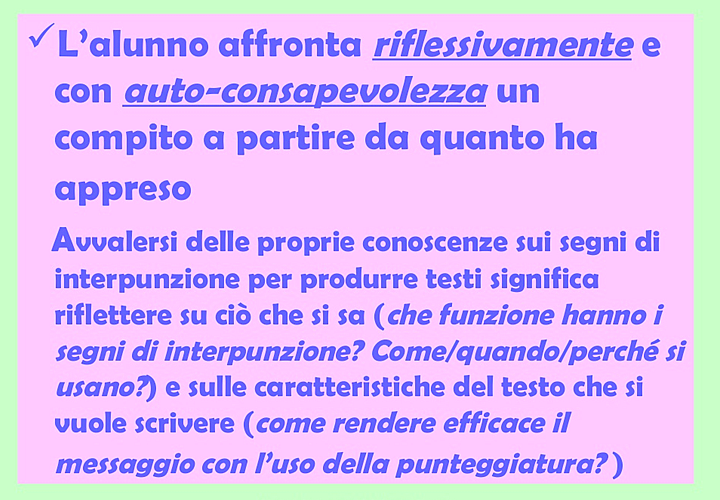 ✓L’alunno affronta riflessivamente e
con auto-consapevolezza un
compito a partire da quanto ha
appreso
Avvalersi delle proprie conoscenze sui segni di
interpunzione per produrre testi significa
riflettere su ciò che si sa (che funzione hanno i
segni di interpunzione? Come/quando/perché si
usano?) e sulle caratteristiche del testo che si
vuole scrivere (come rendere efficace il
messaggio con l’uso della punteggiatura? )